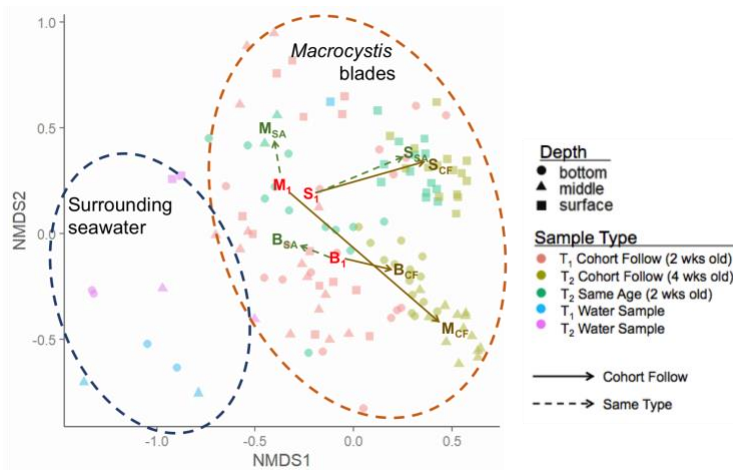 1.0
Macrocystis
blades
M_SA
0.5
S_SA S_CF
M_1 S_1
Surrounding
seawater
NMDS2
0.0
B_SA B_1
B_CF
M_CF
-0.5
-1.0 -0.5 0.0 0.5
NMDS1
Depth
bottom
middle
surface
Sample Type
T_1 Cohort Follow (2 wks old)
T_2 Cohort Follow (4 wks old)
T_2 Same Age (2 wks old)
T_1 Water Sample
T_2 Water Sample
Cohort Follow
Same Type